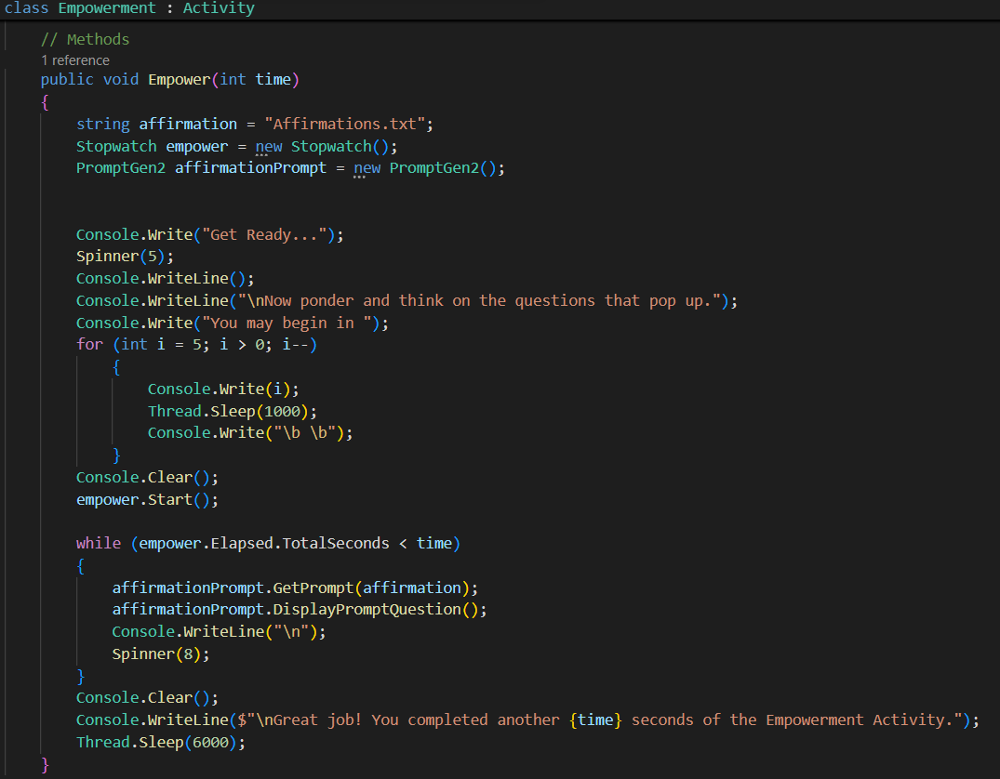 class Empowerment : Activity
// Methods
1 reference
public void Empower(int time)
{
string affirmation = "Affirmations.txt";
Stopwatch empower = new Stopwatch();
PromptGen2 affirmationPrompt = new PromptGen2();
Console.Write("Get Ready...");
Spinner(5);
Console.WriteLine();
Console.WriteLine("\nNow ponder and think on the questions that pop up.");
Console.Write("You may begin in ");
for (int i = 5; i > 0; i--)
{
Console.Write(i);
Thread.Sleep(1000);
Console.Write("\b \b");
}
Console.Clear();
empower.Start();
while (empower.Elapsed.TotalSeconds < time)
{
affirmationPrompt.GetPrompt(affirmation);
affirmationPrompt.DisplayPromptQuestion();
Console.WriteLine("\n");
Spinner(8);
}
Console.Clear();
Console.WriteLine($"\nGreat job! You completed another {time} seconds of the Empowerment Activity.");
Thread.Sleep(6000);
}